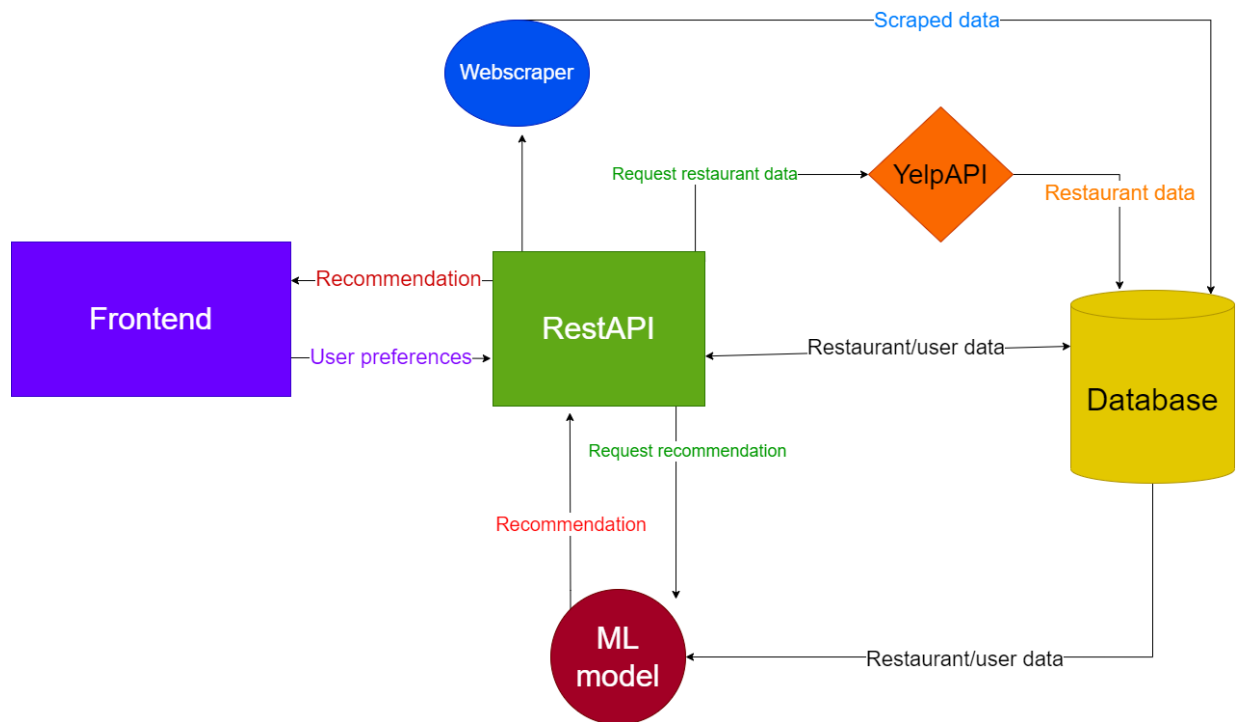 Scraped data
Webscraper
Request restaurant data
YelpAPI
Restaurant data
Frontend
Recommendation
User preferences
RestAPI
Restaurant/user data
Database
Request recommendation
Recommendation
ML
model
Restaurant/user data